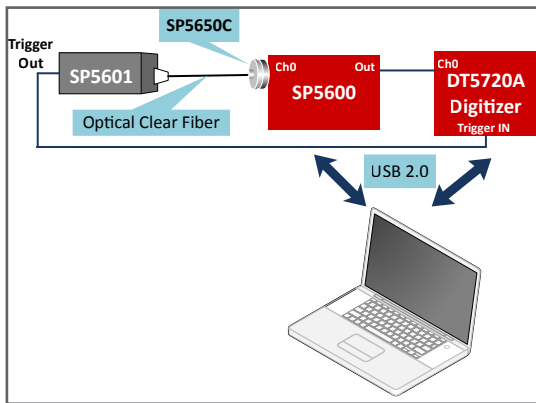 SP5650C
Trigger
Out
SP5601
Ch0
Out
SP5600
Ch0
DT5720A
Digitizer
Trigger IN
Optical Clear Fiber
USB 2.0